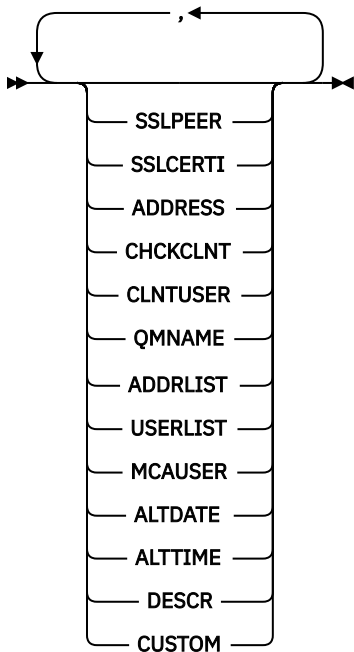 ,
SSLPEER
SSLCERTI
ADDRESS
CHCKCLNT
CLNTUSER
QMNAME
ADDRLIST
USERLIST
MCAUSER
ALTDATE
ALTTIME
DESCR
CUSTOM